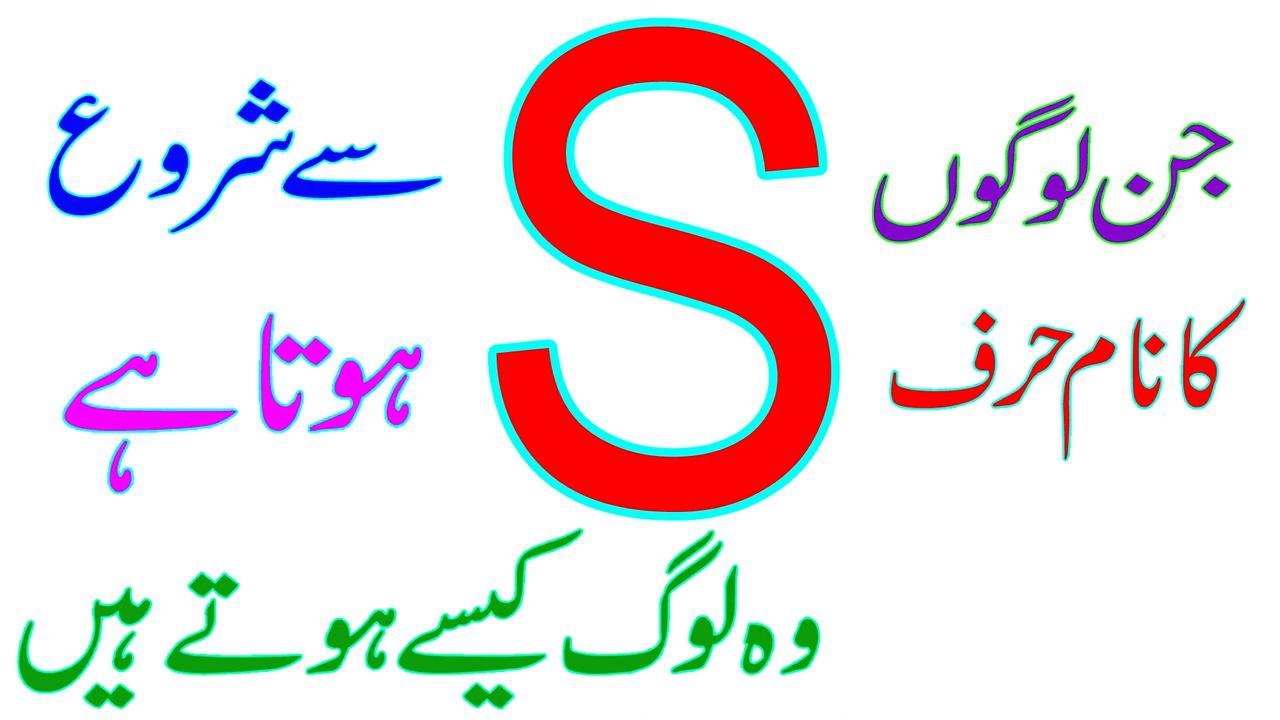 جن لوگوں
کا نام حرف
S
سے شروع
ہوتا ہے
وہ لوگ کیسے ہوتے ہیں